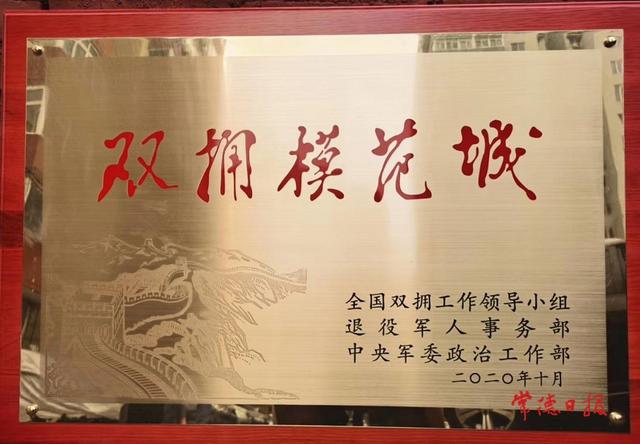 双拥模范城
全国双拥工作领导小组
退役军人事务部
中央军委政治工作部
二〇二〇年十月
常德日报